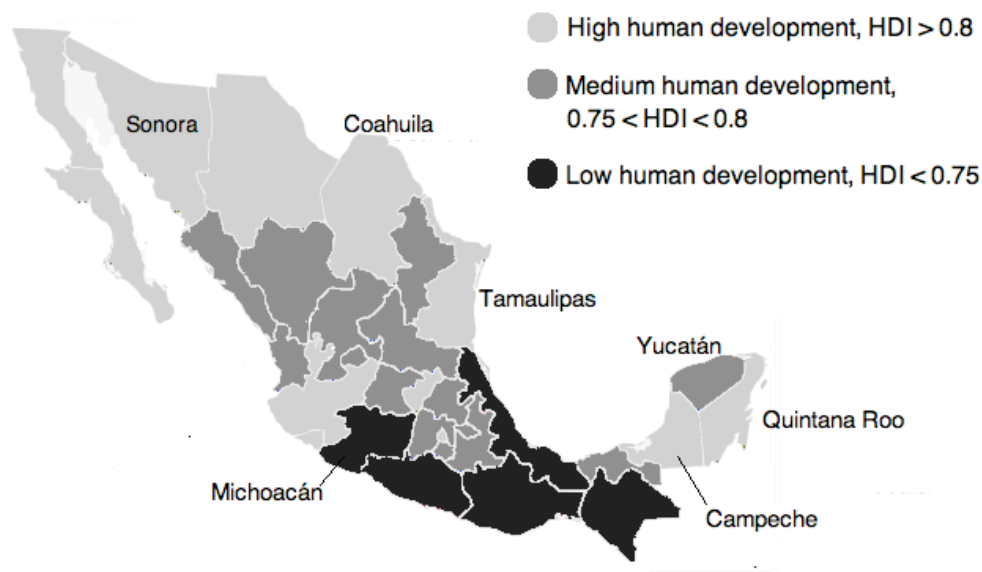 High human development, HDI > 0.8
Medium human development,
0.75 < HDI < 0.8
Low human development, HDI < 0.75
Sonora
Coahuila
Tamaulipas
Yucatán
Quintana Roo
Michoacán
Campeche